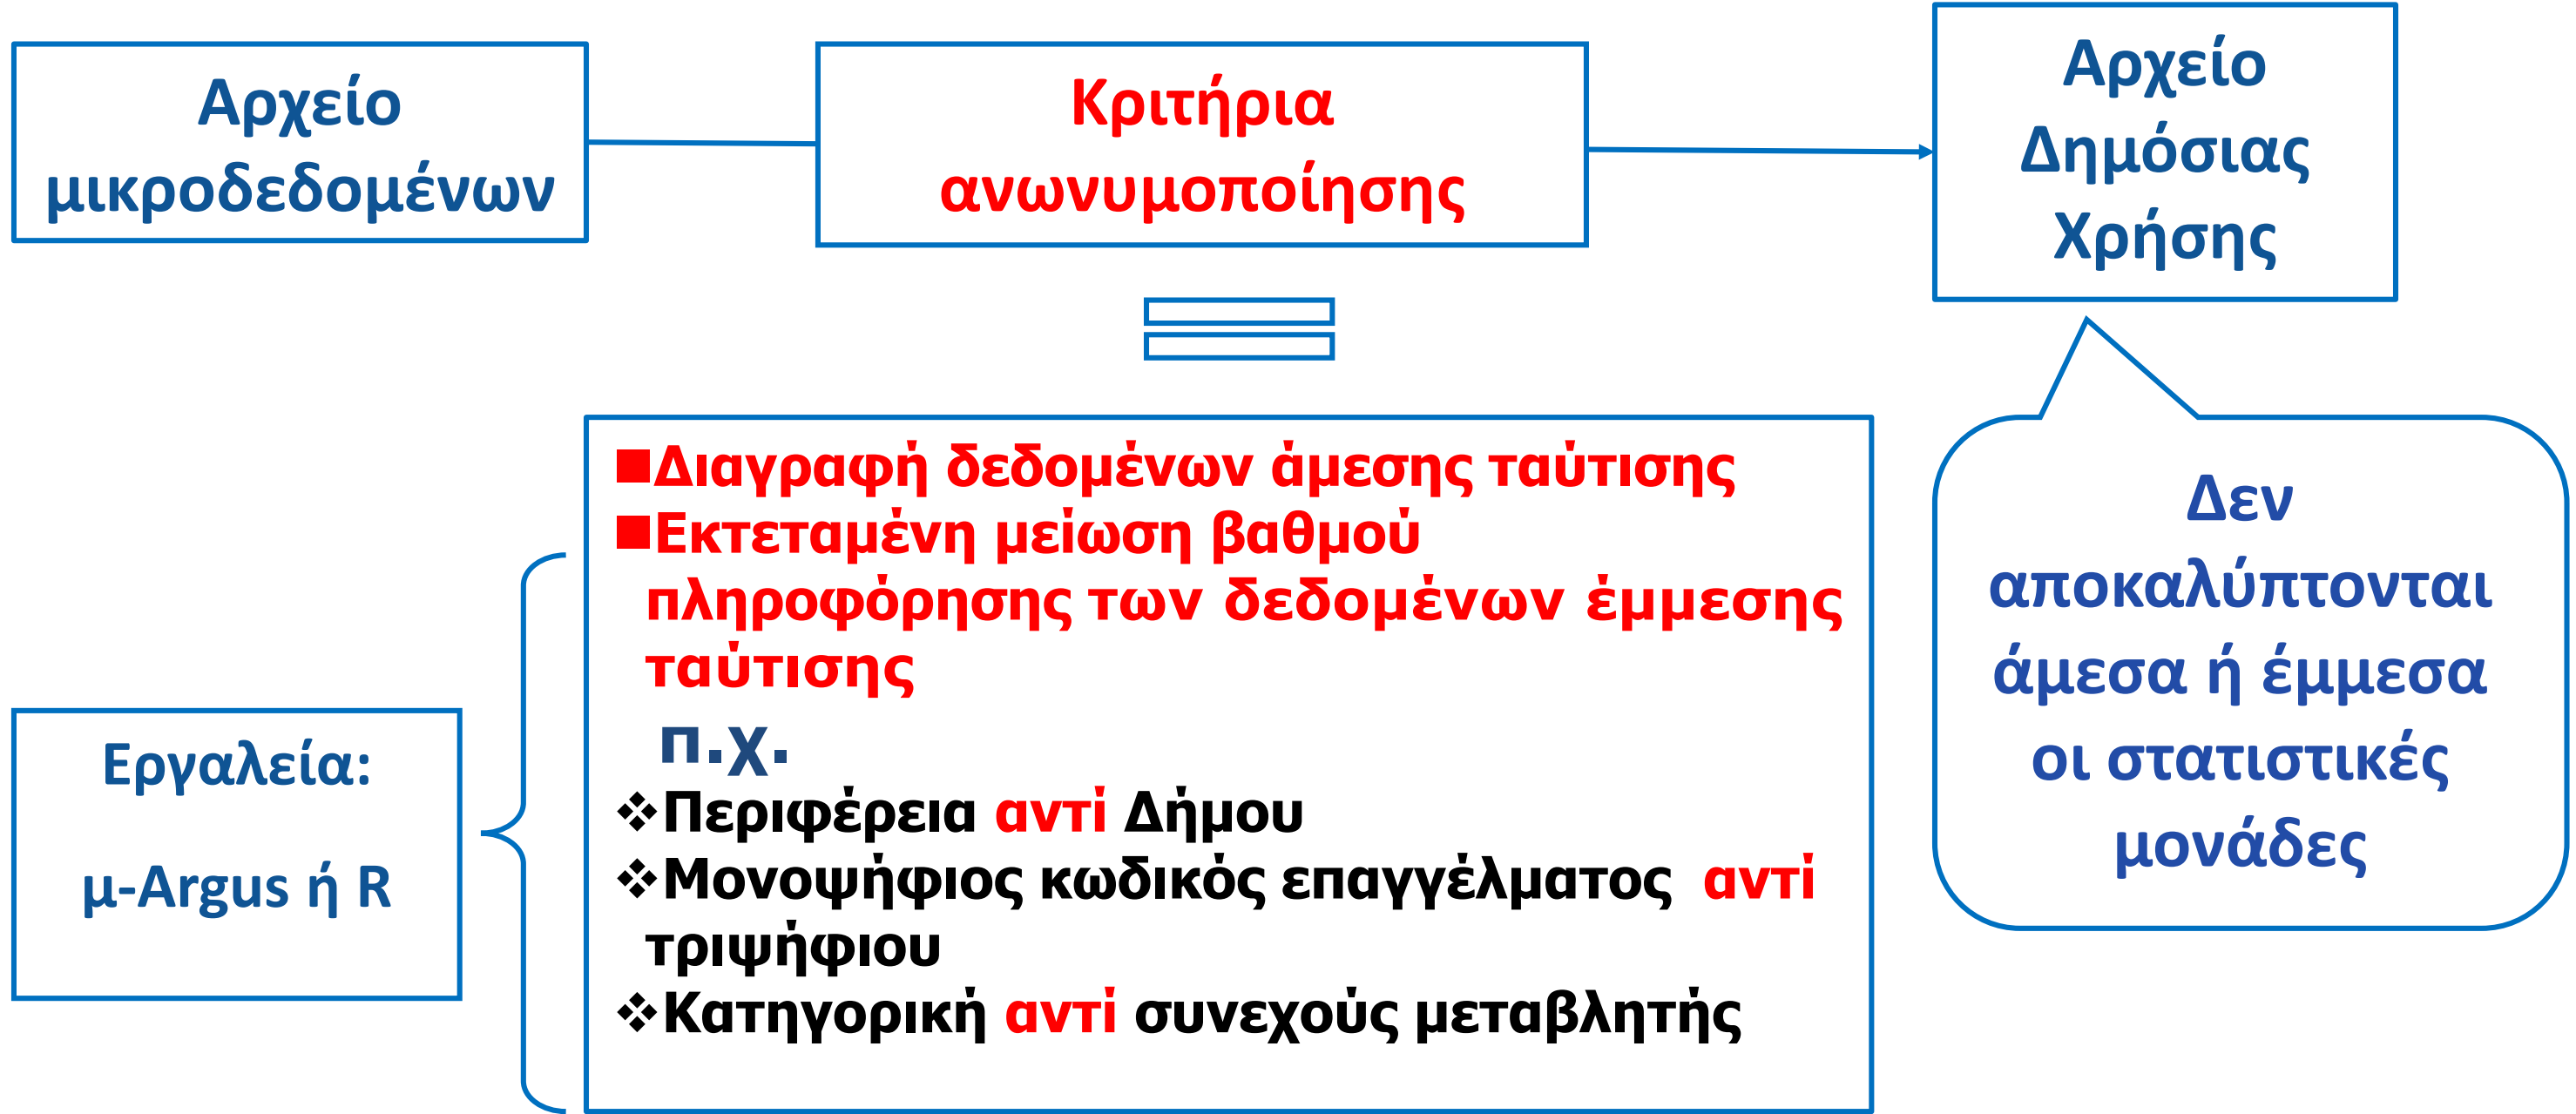 Αρχείο
μικροδεδομένων
Κριτήρια
ανωνυμοποίησης
Αρχείο
Δημόσιας
Χρήσης
Διαγραφή δεδομένων άμεσης ταύτισης
Εκτεταμένη μείωση βαθμού
πληροφόρησης των δεδομένων έμμεσης
ταύτισης
π.χ.
Περιφέρεια αντί Δήμου
Μονοψήφιος κωδικός επαγγέλματος αντί
τριψήφιου
Κατηγορική αντί συνεχούς μεταβλητής
Εργαλεία:
μ-Argus ή R
Δεν
αποκαλύπτονται
άμεσα ή έμμεσα
οι στατιστικές
μονάδες